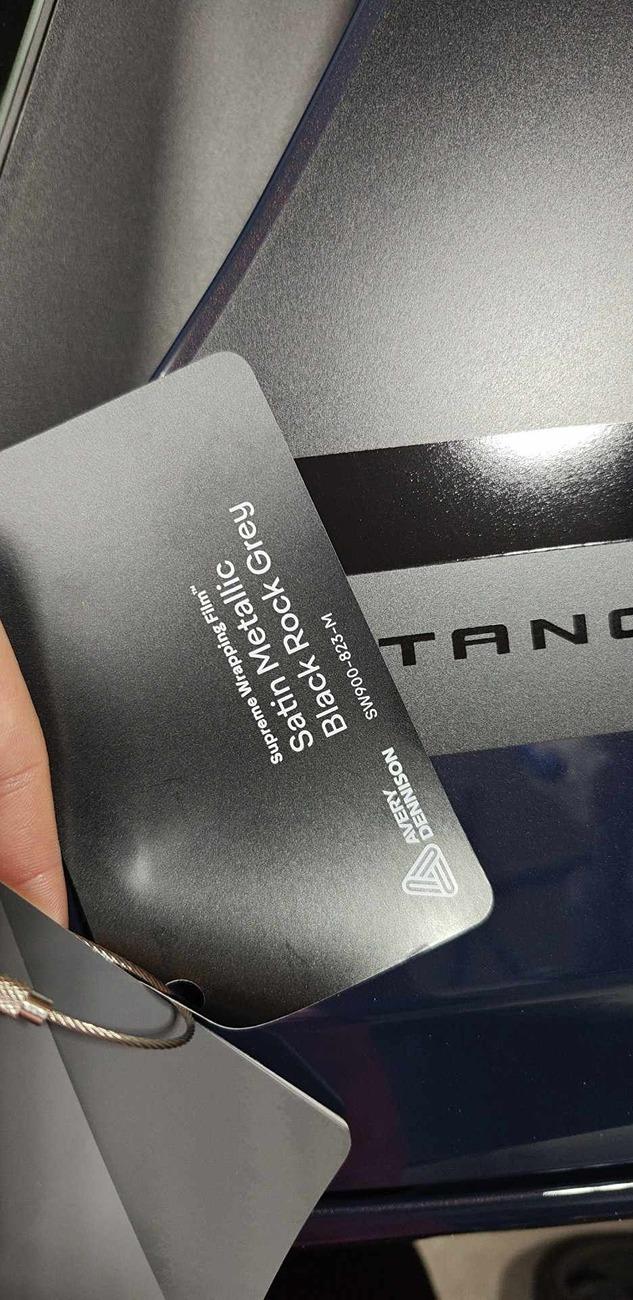 Supreme Wrapping Film™
Satin Metallic
Black Rock Grey
SW900-823-M
AVERY
DENNISON
TANG